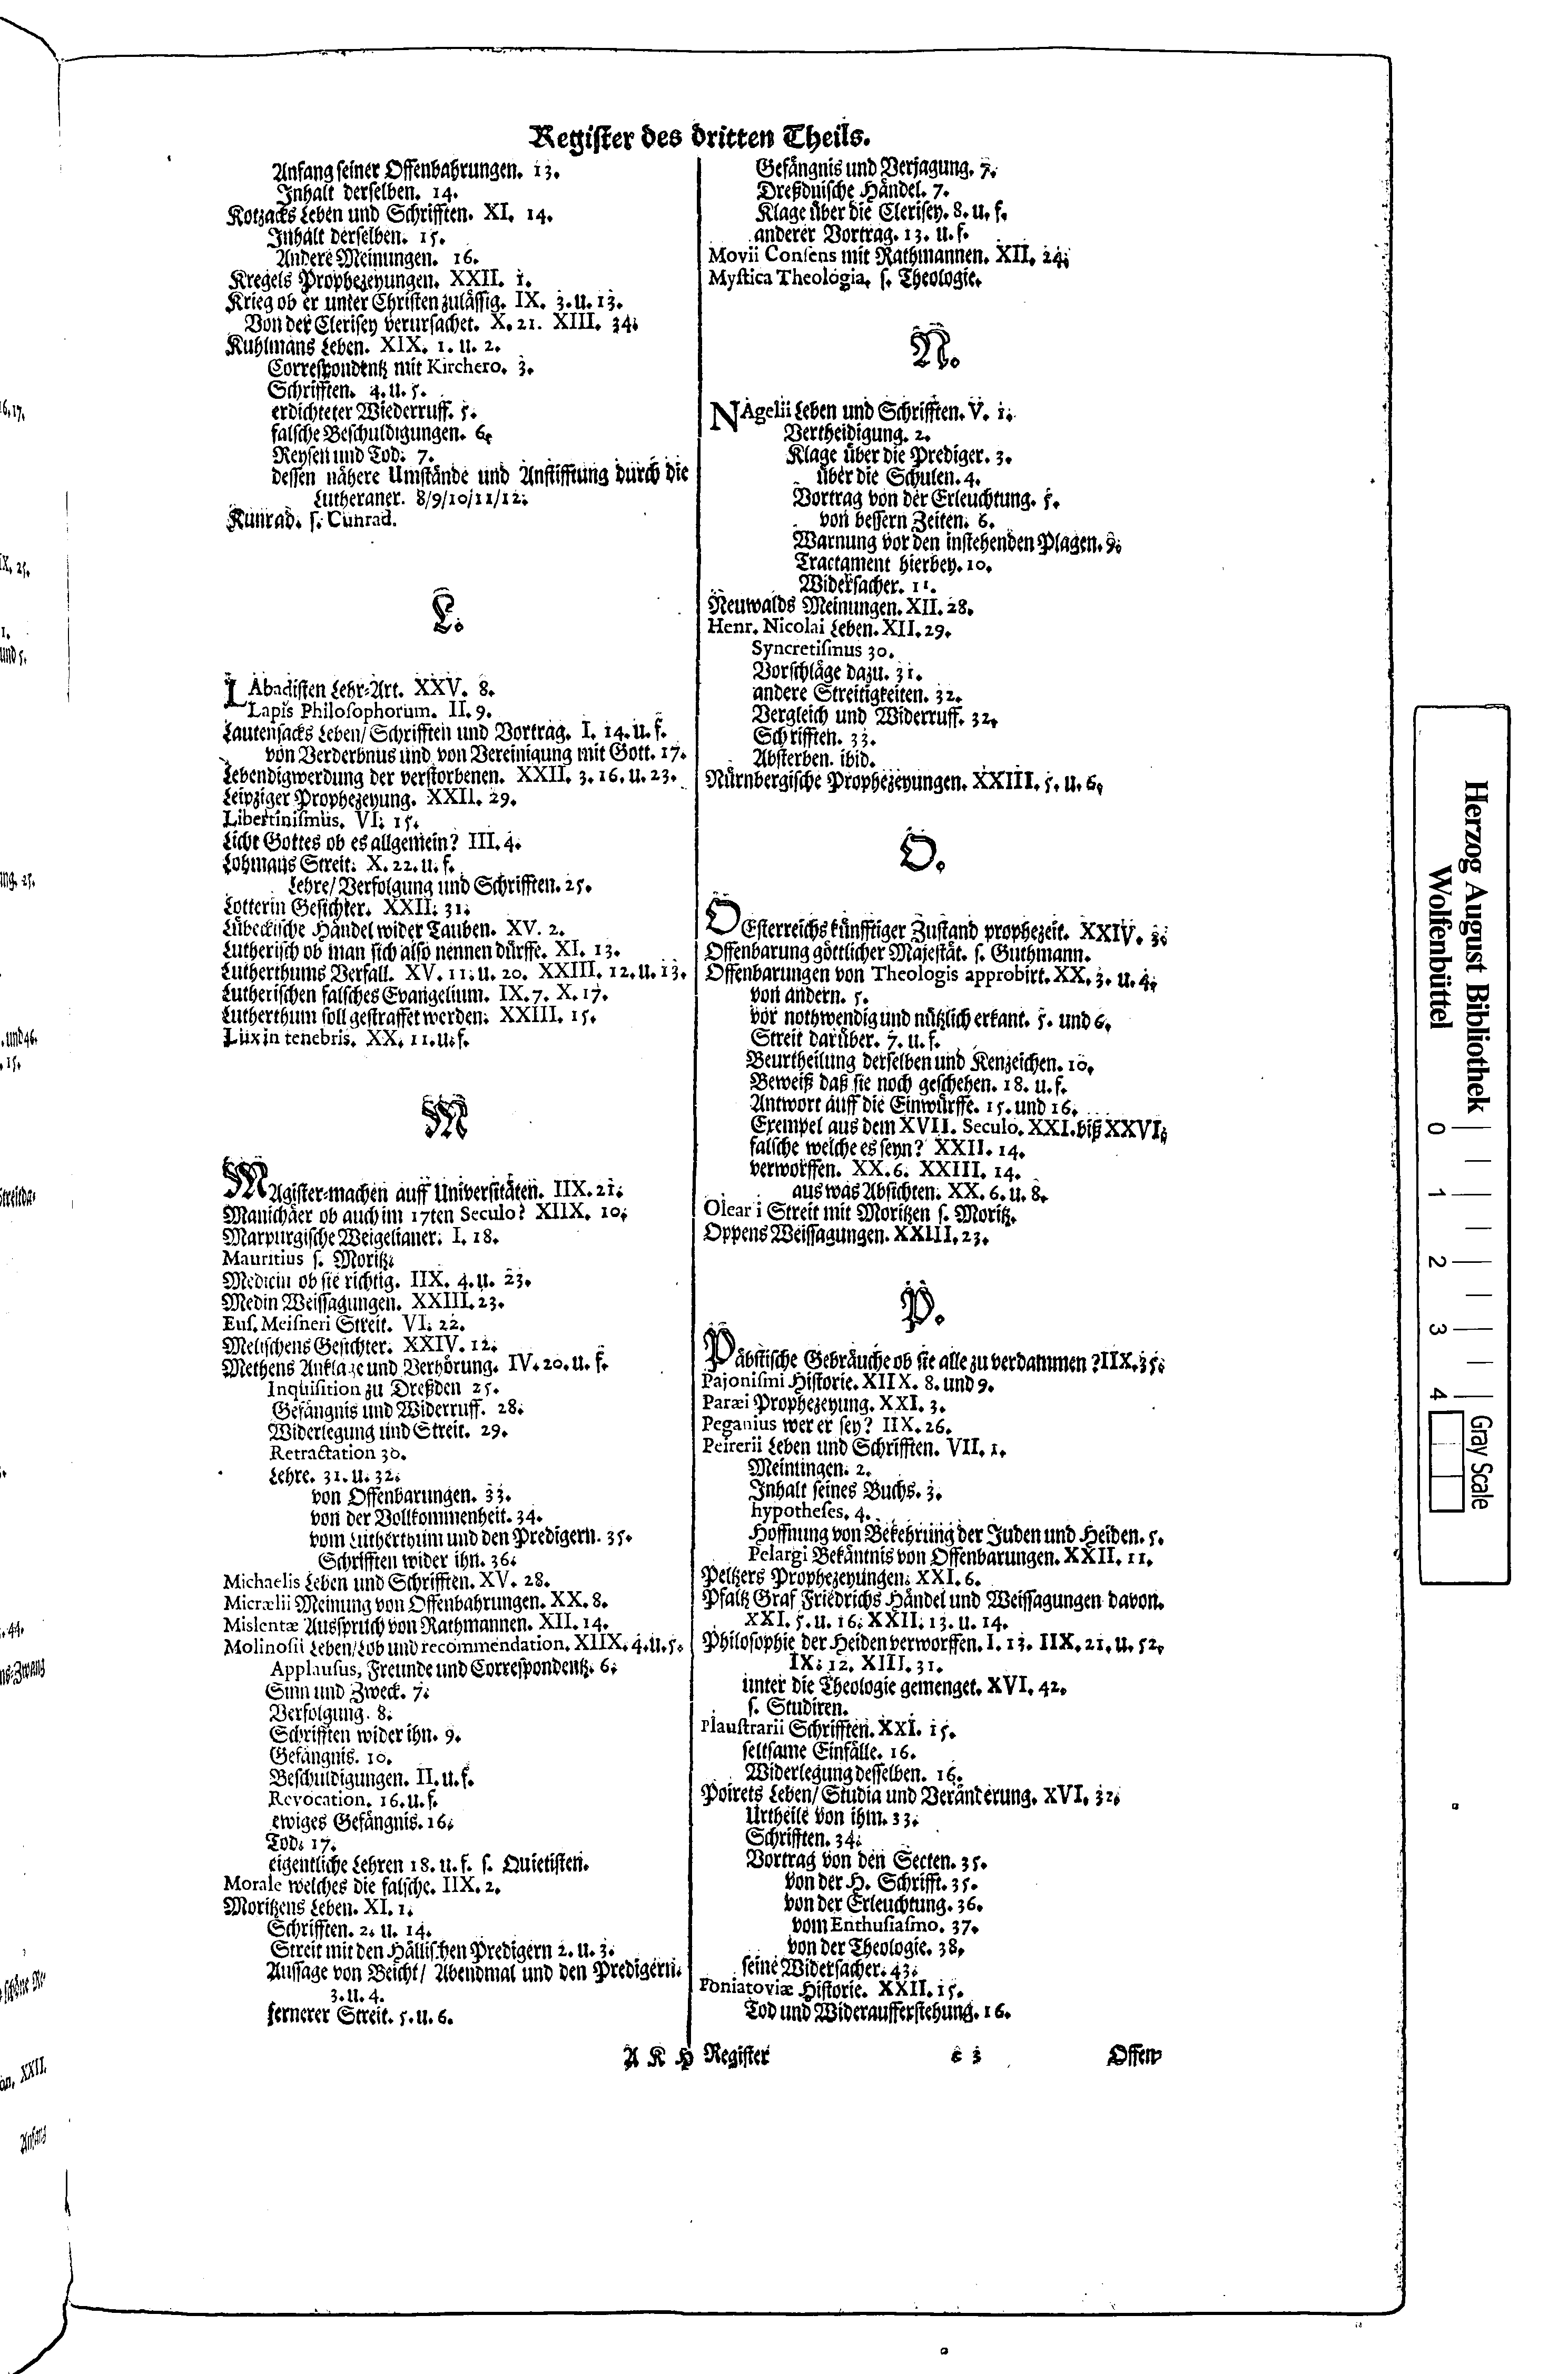 Register des dritten Theils.
Anfang seiner Offenbahrungen. 13.
Inhalt derselben. 14.
Kotzacks Leben und Schrifften. XI. 14.
Inhalt derselben. 15.
Andere Meinungen. 16.
Kregels Prophezeyungen. XXII. 1.
Krieg ob er unter Christen zulässig. IX. 3. u. 13.
Von der Clerisey verursachet. X. 21. XIII. 34.
Kuhlmans Leben. XIX. 1. u. 2.
Correspondentz mit Kirchero. 3.
Schrifften. 4. u. 5.
erdichteter Wiederruff. 5.
falsche Beschuldigungen. 6.
Reysen und Tod. 7.
dessen nähere Umstände und Anstifftung durch die
Lutheraner. 8/9/10/11/12.
Kunrad. s. Cunrad.
L.
LAbadisten Lehr-Art. XXV. 8.
Lapis Philosophorum. II. 9.
Lautensacks Leben/ Schrifften und Vortrag. I. 14. u. f.
von Verderbnus und von Vereinigung mit Gott. 17.
Lebendigwerdung der verstorbenen. XXII. 3. 16. u. 23.
Leipziger Prophezeyung. XXII. 29.
Libertinismus. VI. 15.
Licht Gottes ob es allgemein? III. 4.
Lohmans Streit. X. 22. u. f.
Lehre/ Verfolgung und Schrifften. 25.
Lotterin Gesichter. XXII. 31.
Lübeckische Händel wider Tauben. XV. 2.
Lutherisch ob man sich also nennen dürffe. XI. 13.
Lutherthums Verfall. XV. 11. u. 20. XXIII. 12. u. 13.
Lutherischen falsches Evangelium. IX. 7. X. 17.
Lutherthum soll gestraffet werden. XXIII. 15.
Lux in tenebris. XX. 11. u. f.
M
MAgister-machen auff Universitäten. IIX. 21.
Manichäer ob auch im 17ten Seculo? XIIX. 10.
Marpurgische Weigelianer. I. 18.
Mauritius s. Moritz.
Medicin ob sie richtig. IIX. 4. u. 23.
Medin Weissagungen. XXIII. 23.
Eus. Meisneri Streit. VI. 22.
Melischens Gesichter. XXIV. 12.
Methens Anklage und Verhörung. IV. 20. u. f.
Inquisition zu Dreßden 25.
Gefängnis und Widerruff. 28.
Widerlegung und Streit. 29.
Retractation 30.
Lehre. 31. u. 32.
von Offenbarungen. 33.
von der Vollkommenheit. 34.
vom Lutherthum und den Predigern. 35.
Schrifften wider ihn. 36.
Michaelis Leben und Schrifften. XV. 28.
Micrælii Meinung von Offenbahrungen. XX. 8.
Mislentæ Ausspruch von Rathmannen. XII. 14.
Molinosii Leben/ Lob und recommendation. XIIX. 4. u. 5.
Applausus, Freunde und Correspondentz. 6.
Sinn und Zweck. 7.
Verfolgung. 8.
Schrifften wider ihn. 9.
Gefängnis. 10.
Beschuldigungen. II. u. f.
Revocation. 16. u. f.
ewiges Gefängnis. 16.
Tod. 17.
eigentliche Lehren 18. u. f. s. Quietisten.
Morale welches die falsche. IIX. 2.
Moritzens Leben. XI. 1.
Schrifften. 2. u. 14.
Streit mit den Hällischen Predigern 2. u. 3.
Aussage von Beicht/ Abendmal und den Predigern.
3. u. 4.
fernerer Streit. 5. u. 6.
Gefängnis und Verjagung. 7.
Dreßdnische Händel. 7.
Klage über die Clerisey. 8. u. f.
anderer Vortrag. 13. u. f.
Movii Consens mit Rathmannen. XII. 24.
Mystica Theologia. s. Theologie.
N.
NAgelii Leben und Schrifften. V. 1.
Vertheidigung. 2.
Klage über die Prediger. 3.
über die Schulen. 4.
Vortrag von der Erleuchtung. 5.
von bessern Zeiten. 6.
Warnung vor den instehenden Plagen. 9.
Tractament hierbey. 10.
Widersacher. 11.
Neuwalds Meinungen. XII. 28.
Henr. Nicolai Leben. XII. 29.
Syncretismus 30.
Vorschläge dazu. 31.
andere Streitigkeiten. 32.
Vergleich und Widerruff. 32.
Schrifften. 33.
Absterben. ibid.
Nürnbergische Prophezeyungen. XXIII. 5. u. 6.
O.
OEsterreichs künfftiger Zustand prophezeit. XXIV. 3.
Offenbarung göttlicher Majestät. s. Guthmann.
Offenbarungen von Theologis approbirt. XX. 3. u. 4.
von andern. 5.
vor nothwendig und nützlich erkant. 5. und 6.
Streit darüber. 7. u. f.
Beurtheilung derselben und Kenzeichen. 10.
Beweiß daß sie noch geschehen. 18. u. f.
Antwort auff die Einwürffe. 15. und 16.
Exempel aus dem XVII. Seculo. XXI. biß XXVI.
falsche welche es seyn? XXII. 14.
verworffen. XX. 6. XXIII. 14.
aus was Absichten. XX. 6. u. 8.
Olear i Streit mit Moritzen s. Moritz.
Oppens Weissagungen. XXIII. 23.
P.
Päbstische Gebräuche ob sie alle zu verdammen? IIX. 35.
Pajonismi Historie. XIIX. 8. und 9.
Paræi Prophezeyung. XXI. 3.
Peganius wer er sey? IIX. 26.
Peirerii Leben und Schrifften. VII. 1.
Meinungen. 2.
Inhalt seines Buchs. 3.
hypotheses. 4.
Hoffnung von Bekehrung der Juden und Heiden. 5.
Pelargi Bekäntnis von Offenbarungen. XXII. 11.
Peltzers Prophezeyungen. XXI. 6.
Pfaltz Graf Friedrichs Händel und Weissagungen davon.
XXI. 5. u. 16. XXII. 13. u. 14.
Philosophie der Heiden verworffen. I. 13. IIX. 21. u. 52.
IX. 12. XIII. 31.
unter die Theologie gemenget. XVI. 42.
s. Studiren.
Plaustrarii Schrifften. XXI. 15.
seltsame Einfälle. 16.
Widerlegung desselben. 16.
Poirets Leben/ Studia und Veränderung. XVI. 32.
Urtheile von ihm. 33.
Schrifften. 34.
Vortrag von den Secten. 35.
von der H. Schrifft. 35.
von der Erleuchtung. 36.
vom Enthusiasmo. 37.
von der Theologie. 38.
seine Widersacher. 43.
Poniatoviæ Historie. XXII. 15.
Tod und Widerauffersteh​ung. 16.
A K H Register
c 3
Offen-
Herzog August Bibliothek
Wolfenbüttel
0 1 2 3 4
Gray Scale